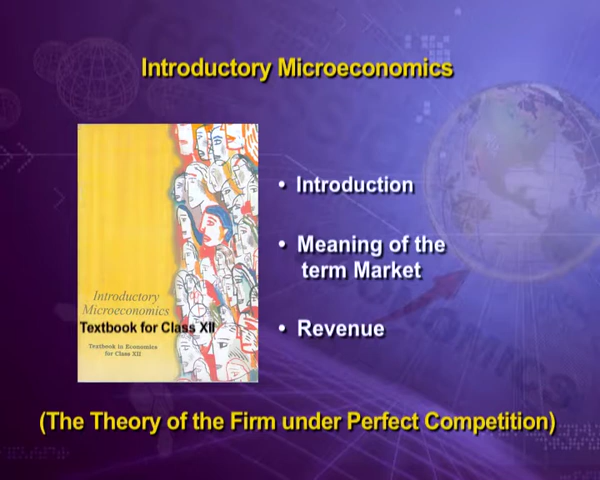 Introductory Microeconomics
• Introduction
• Meaning of the
term Market
• Revenue
Introductory
Microeconomics
Textbook for Class XII
Textbook in Economics
for Class XII
(The Theory of the Firm under Perfect Competition)